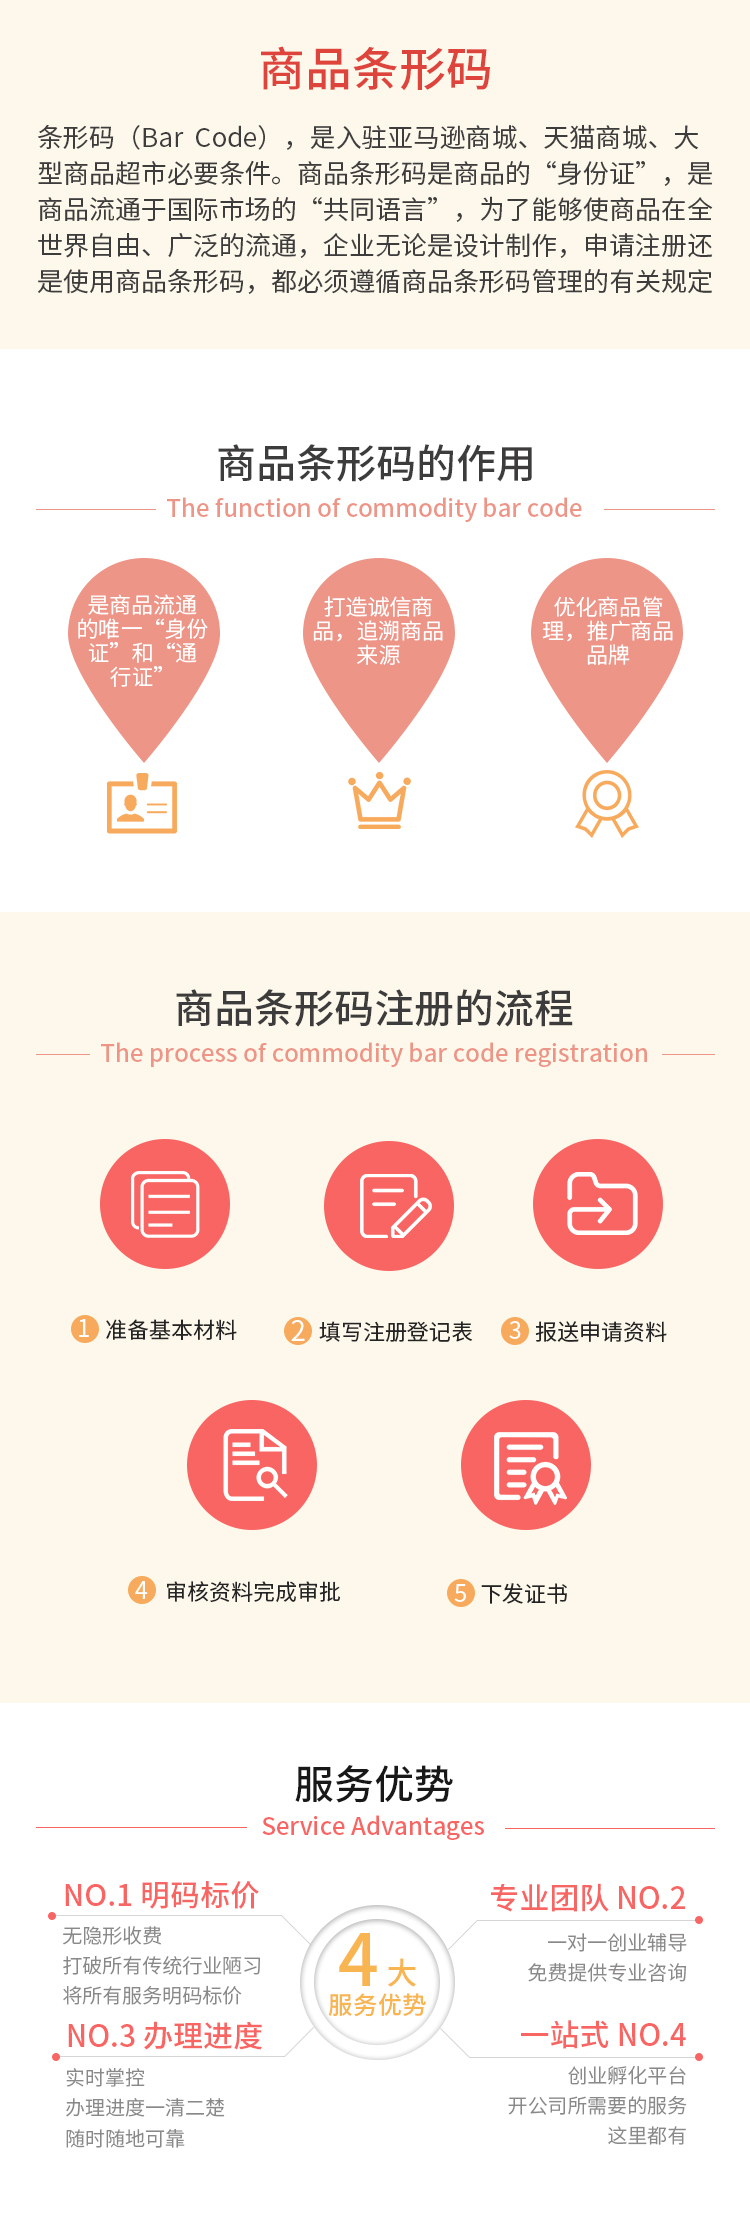 商品条形码
条形码（Bar Code），是入驻亚马逊商城、天猫商城、大
型商品超市必要条件。商品条形码是商品的“身份证”，是
商品流通于国际市场的“共同语言”，为了能够使商品在全
世界自由、广泛的流通，企业无论是设计制作，申请注册还
是使用商品条形码，都必须遵循商品条形码管理的有关规定
商品条形码的作用
The function of commodity bar code
是商品流通
的唯一“身份
证”和“通
行证”
打造诚信商
品，追溯商品
来源
优化商品管
理，推广商品
品牌
商品条形码注册的流程
The process of commodity bar code registration
1 准备基本材料
2 填写注册登记表
3 报送申请资料
4 审核资料完成审批
5 下发证书
服务优势
Service Advantages
NO.1 明码标价
无隐形收费
打破所有传统行业陋习
将所有服务明码标价
专业团队 NO.2
一对一创业辅导
免费提供专业咨询
4大
服务优势
NO.3 办理进度
实时掌控
办理进度一清二楚
随时随地可靠
一站式 NO.4
创业孵化平台
开公司所需要的服务
这里都有